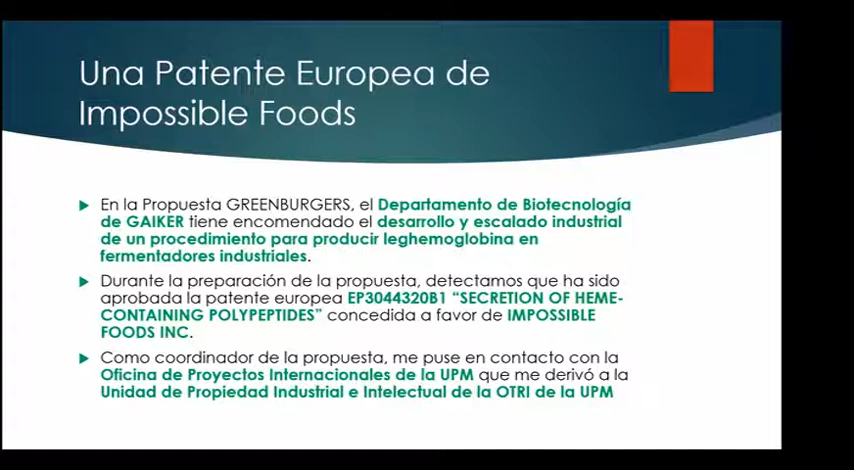 Una Patente Europea de
Impossible Foods
En la Propuesta GREENBURGERS, el Departamento de Biotecnología
de GAIKER tiene encomendado el desarrollo y escalado industrial
de un procedimiento para producir leghemoglobina en
fermentadores industriales.
Durante la preparación de la propuesta, detectamos que ha sido
aprobada la patente europea EP3044320B1 “SECRETION OF HEME-
CONTAINING POLYPEPTIDES” concedida a favor de IMPOSSIBLE
FOODS INC.
Como coordinador de la propuesta, me puse en contacto con la
Oficina de Proyectos Internacionales de la UPM que me derivó a la
Unidad de Propiedad Industrial e Intelectual de la OTRI de la UPM